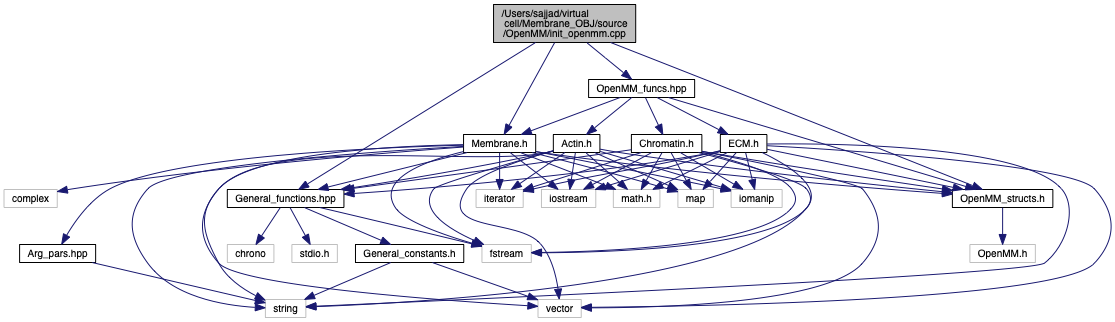 /Users/sajjad/virtual
cell/Membrane_OBJ/source
/OpenMM/init_openmm.cpp
OpenMM_funcs.hpp
Membrane.h
Actin.h
Chromatin.h
ECM.h
complex
General_functions.hpp
iterator
iostream
math.h
map
iomanip
OpenMM_structs.h
Arg_pars.hpp
chrono
stdio.h
General_constants.h
fstream
OpenMM.h
string
vector